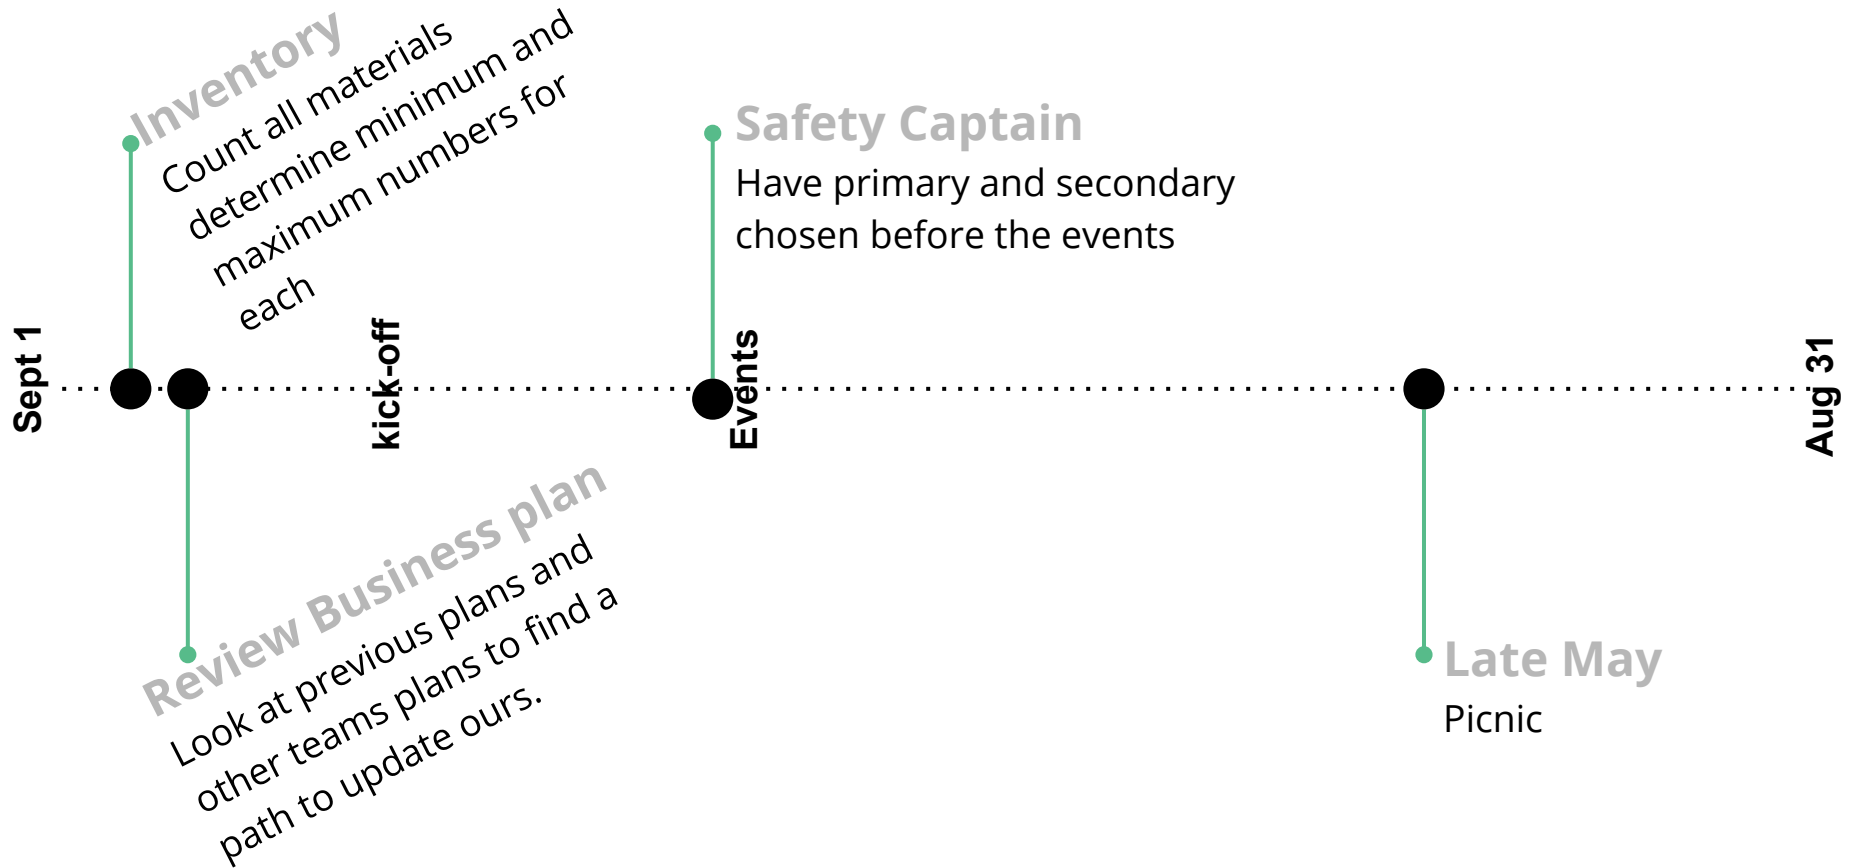 Inventory
Count all materials
determine minimum and
maximum numbers for
each
Safety Captain
Have primary and secondary
chosen before the events
Sept 1
kick-off
Events
Aug 31
Review Business plan
Look at previous plans and
other teams plans to find a
path to update ours.
Late May
Picnic